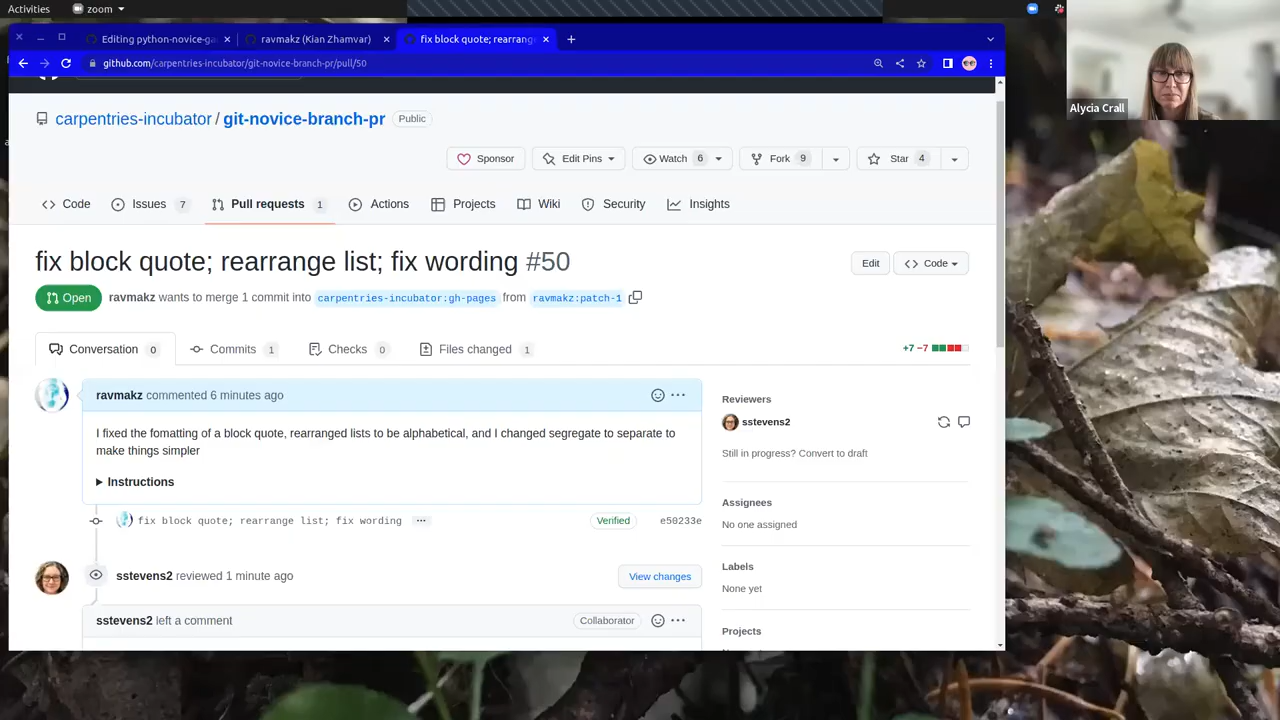 Activities
zoom
Editing python-novice-ga
ravmakz (Kian Zhamvar)
fix block quote; rearrang
github.com/carpentries-incubator/git-novice-branch-pr/pull/50
Alycia Crall
carpentries-incubator / git-novice-branch-pr Public
Sponsor Edit Pins Watch 6 Fork 9 Star 4
Code Issues 7 Pull requests 1 Actions Projects Wiki Security Insights
fix block quote; rearrange list; fix wording #50
Edit Code
Open ravmakz wants to merge 1 commit into carpentries-incubator:gh-pages from ravmakz:patch-1
Conversation 0 Commits 1 Checks 0 Files changed 1 +7 −7
ravmakz commented 6 minutes ago
I fixed the fomatting of a block quote, rearranged lists to be alphabetical, and I changed segregate to separate to
make things simpler
Instructions
fix block quote; rearrange list; fix wording ... Verified e50233e
sstevens2 reviewed 1 minute ago View changes
sstevens2 left a comment Collaborator
Reviewers
sstevens2
Still in progress? Convert to draft
Assignees
No one assigned
Labels
None yet
Projects